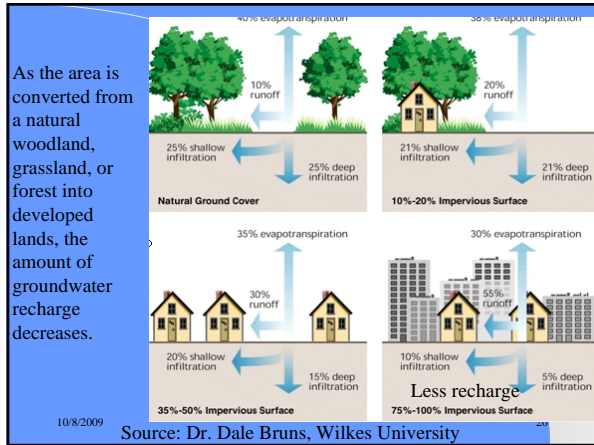 As the area is
converted from
a natural
woodland,
grassland, or
forest into
developed
lands, the
amount of
groundwater
recharge
decreases.
40% evapotranspiration
10%
runoff
25% shallow
infiltration
25% deep
infiltration
Natural Ground Cover
38% evapotranspiration
20%
runoff
21% shallow
infiltration
21% deep
infiltration
10%-20% Impervious Surface
35% evapotranspiration
30%
runoff
20% shallow
infiltration
15% deep
infiltration
35%-50% Impervious Surface
30% evapotranspiration
55%
runoff
10% shallow
infiltration
5% deep
infiltration
Less recharge
75%-100% Impervious Surface
10/8/2009
Source: Dr. Dale Bruns, Wilkes University